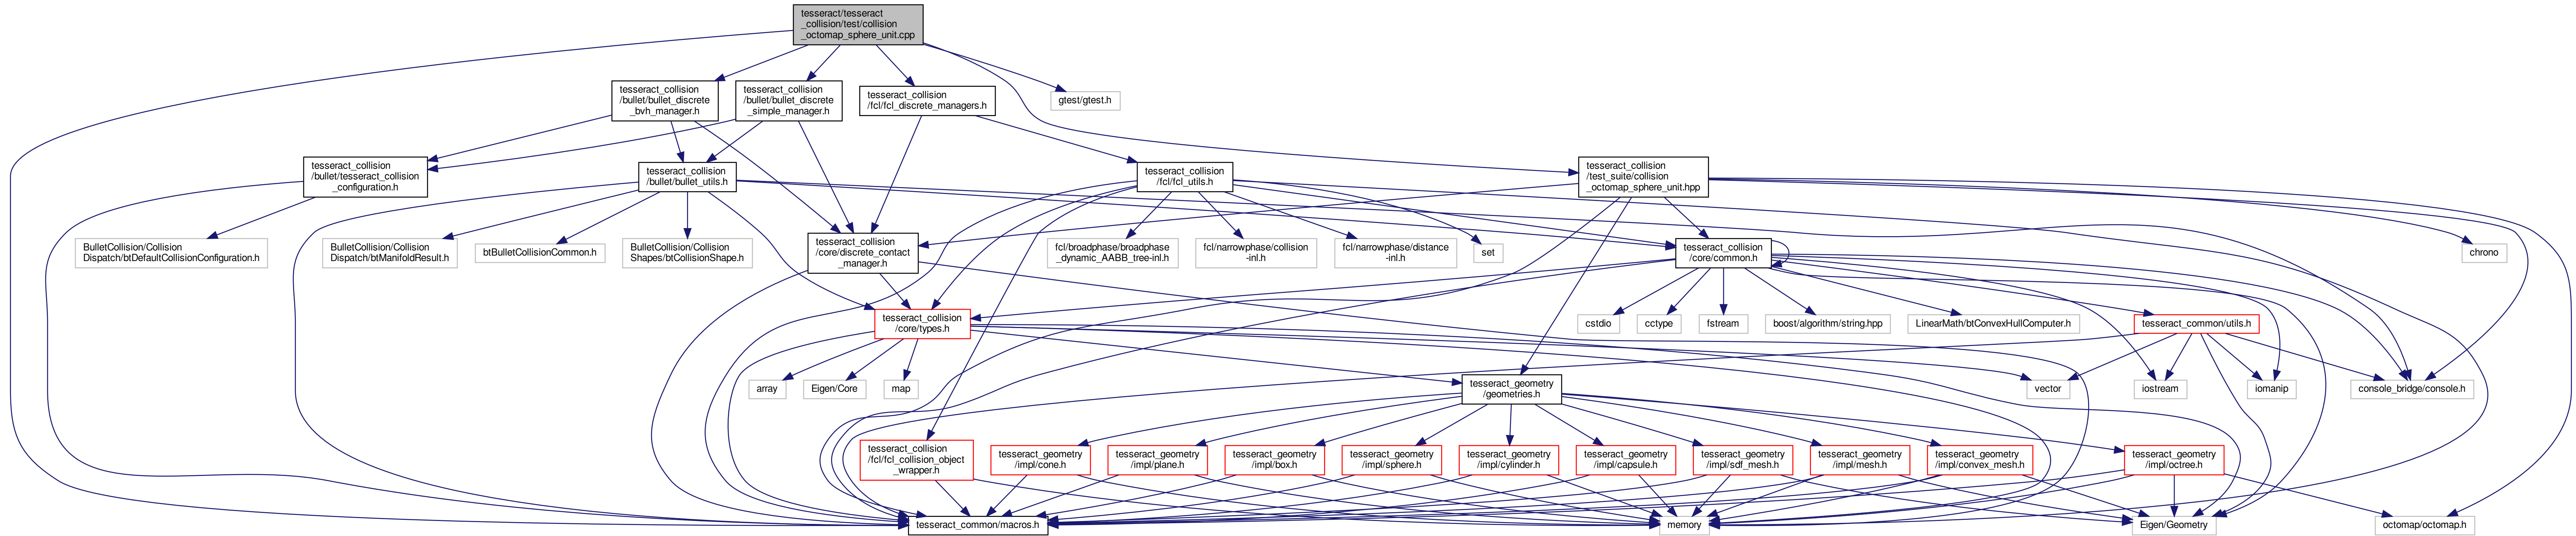 tesseract/tesseract
_collision/test/collision
_octomap_sphere_unit.cpp
tesseract_collision
/bullet/bullet_discrete
_bvh_manager.h
tesseract_collision
/bullet/bullet_discrete
_simple_manager.h
tesseract_collision
/fcl/fcl_discrete_managers.h
gtest/gtest.h
tesseract_collision
/bullet/tesseract_collision
_configuration.h
tesseract_collision
/bullet/bullet_utils.h
tesseract_collision
/fcl/fcl_utils.h
tesseract_collision
/test_suite/collision
_octomap_sphere_unit.hpp
BulletCollision/Collision
Dispatch/btDefaultCollisionConfiguration.h
BulletCollision/Collision
Dispatch/btManifoldResult.h
btBulletCollisionCommon.h
BulletCollision/Collision
Shapes/btCollisionShape.h
tesseract_collision
/core/discrete_contact
_manager.h
fcl/broadphase/broadphase
_dynamic_AABB_tree-inl.h
fcl/narrowphase/collision
-inl.h
fcl/narrowphase/distance
-inl.h
set
tesseract_collision
/core/common.h
chrono
tesseract_collision
/core/types.h
cstdio
cctype
fstream
boost/algorithm/string.hpp
LinearMath/btConvexHullComputer.h
tesseract_common/utils.h
array
Eigen/Core
map
tesseract_geometry
/geometries.h
vector
iostream
iomanip
console_bridge/console.h
tesseract_collision
/fcl/fcl_collision_object
_wrapper.h
tesseract_geometry
/impl/cone.h
tesseract_geometry
/impl/plane.h
tesseract_geometry
/impl/box.h
tesseract_geometry
/impl/sphere.h
tesseract_geometry
/impl/cylinder.h
tesseract_geometry
/impl/capsule.h
tesseract_geometry
/impl/sdf_mesh.h
tesseract_geometry
/impl/mesh.h
tesseract_geometry
/impl/convex_mesh.h
tesseract_geometry
/impl/octree.h
tesseract_common/macros.h
memory
Eigen/Geometry
octomap/octomap.h